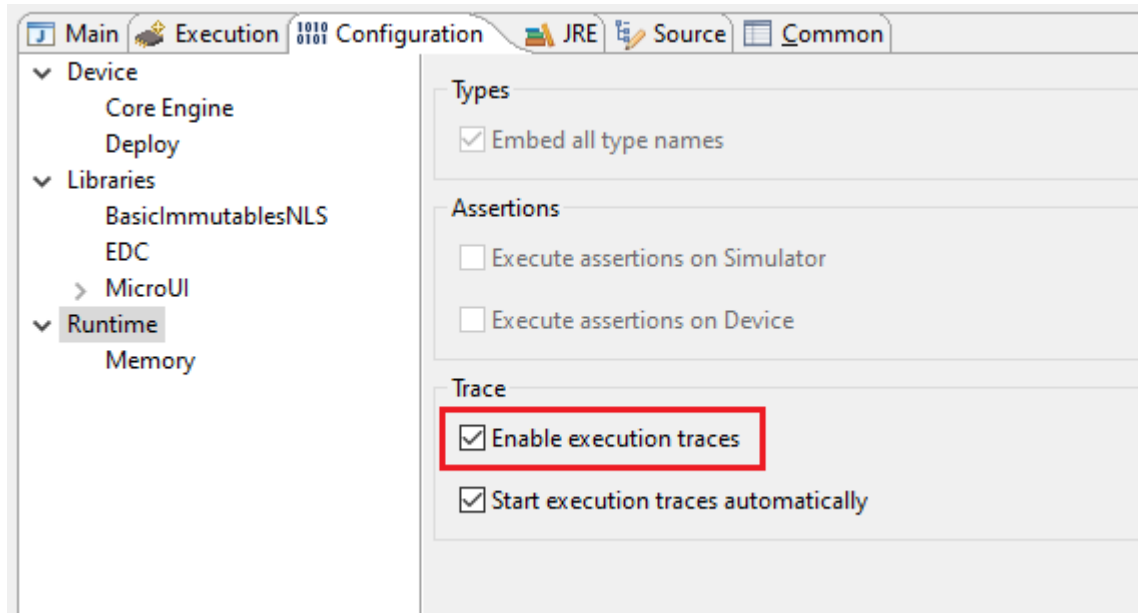 Main Execution 1010 0101 Configuration JRE Source Common
Device
Core Engine
Deploy
Libraries
BasicImmutablesNLS
EDC
MicroUI
Runtime
Memory
Types
Embed all type names
Assertions
Execute assertions on Simulator
Execute assertions on Device
Trace
Enable execution traces
Start execution traces automatically